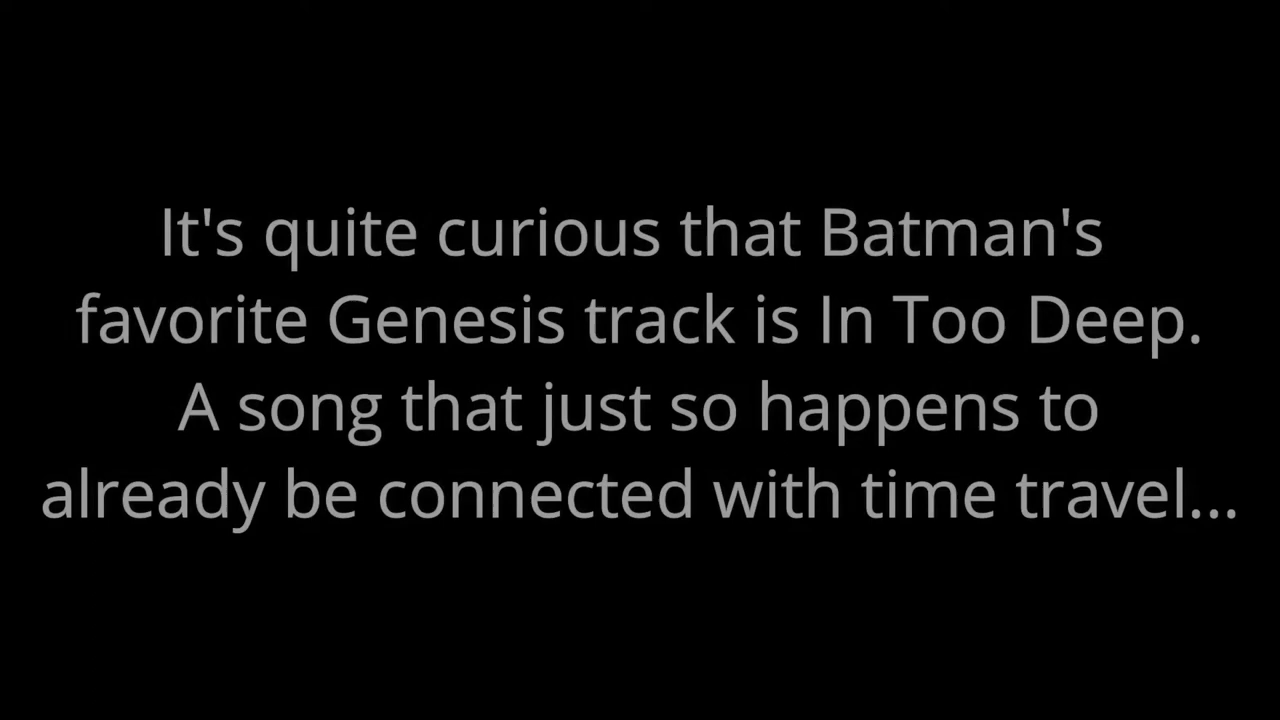 It's quite curious that Batman's
favorite Genesis track is In Too Deep.
A song that just so happens to
already be connected with time travel...